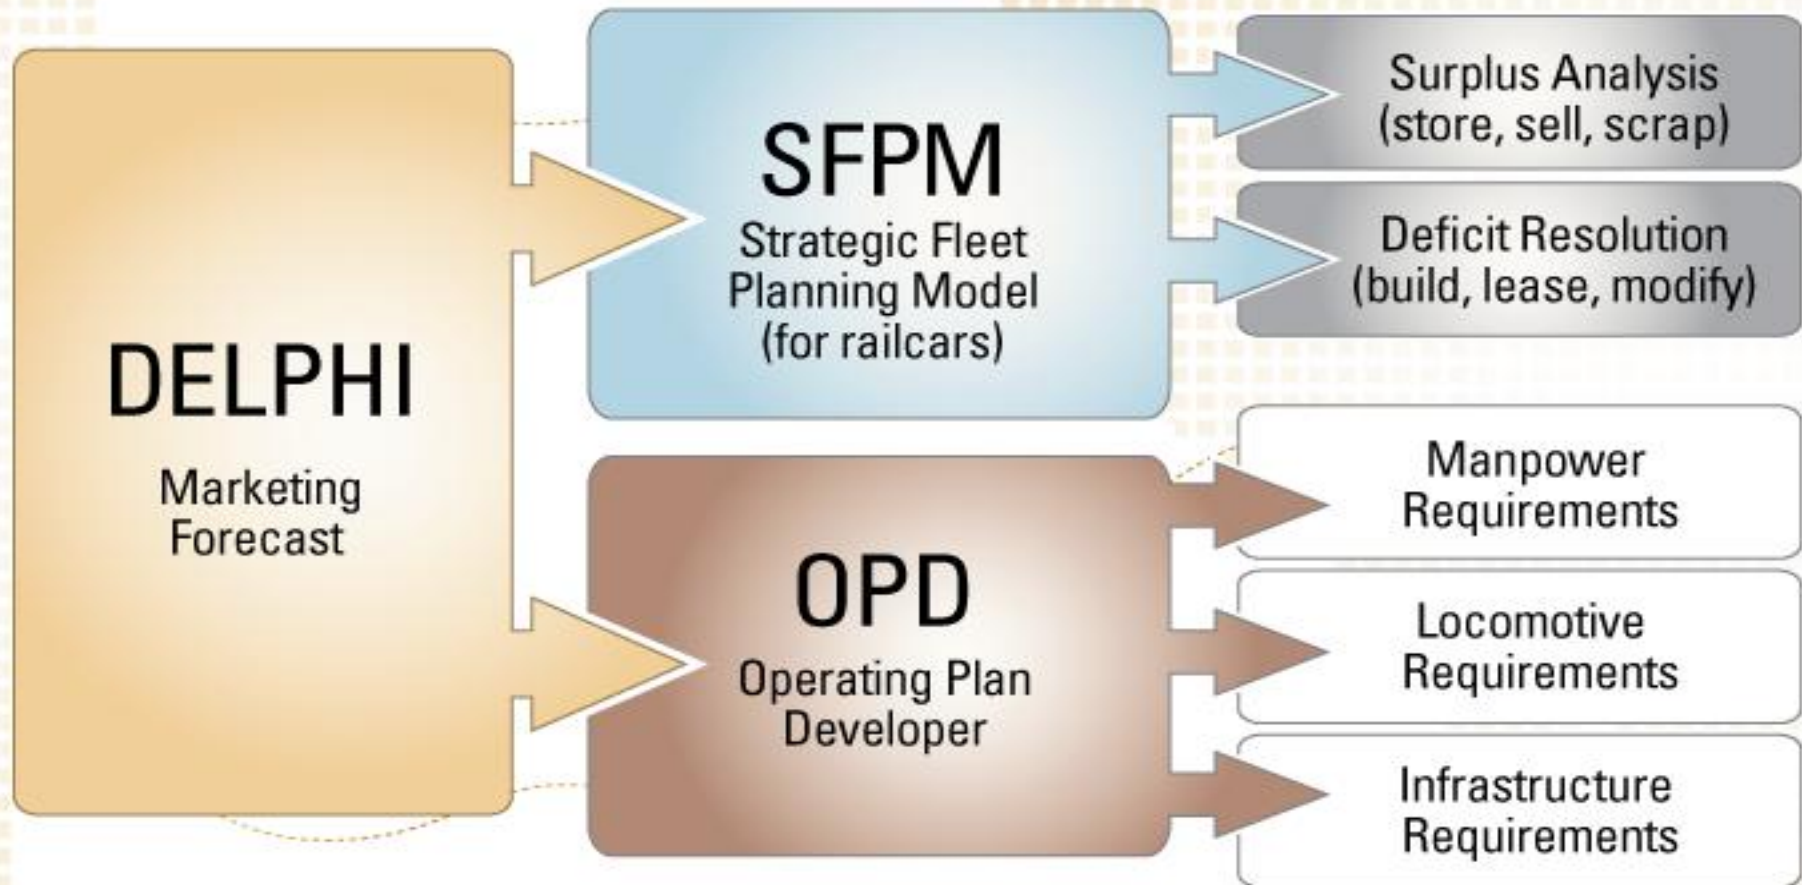 DELPHI
Marketing
Forecast
SFPM
Strategic Fleet
Planning Model
(for railcars)
Surplus Analysis
(store, sell, scrap)
Deficit Resolution
(build, lease, modify)
OPD
Operating Plan
Developer
Manpower
Requirements
Locomotive
Requirements
Infrastructure
Requirements